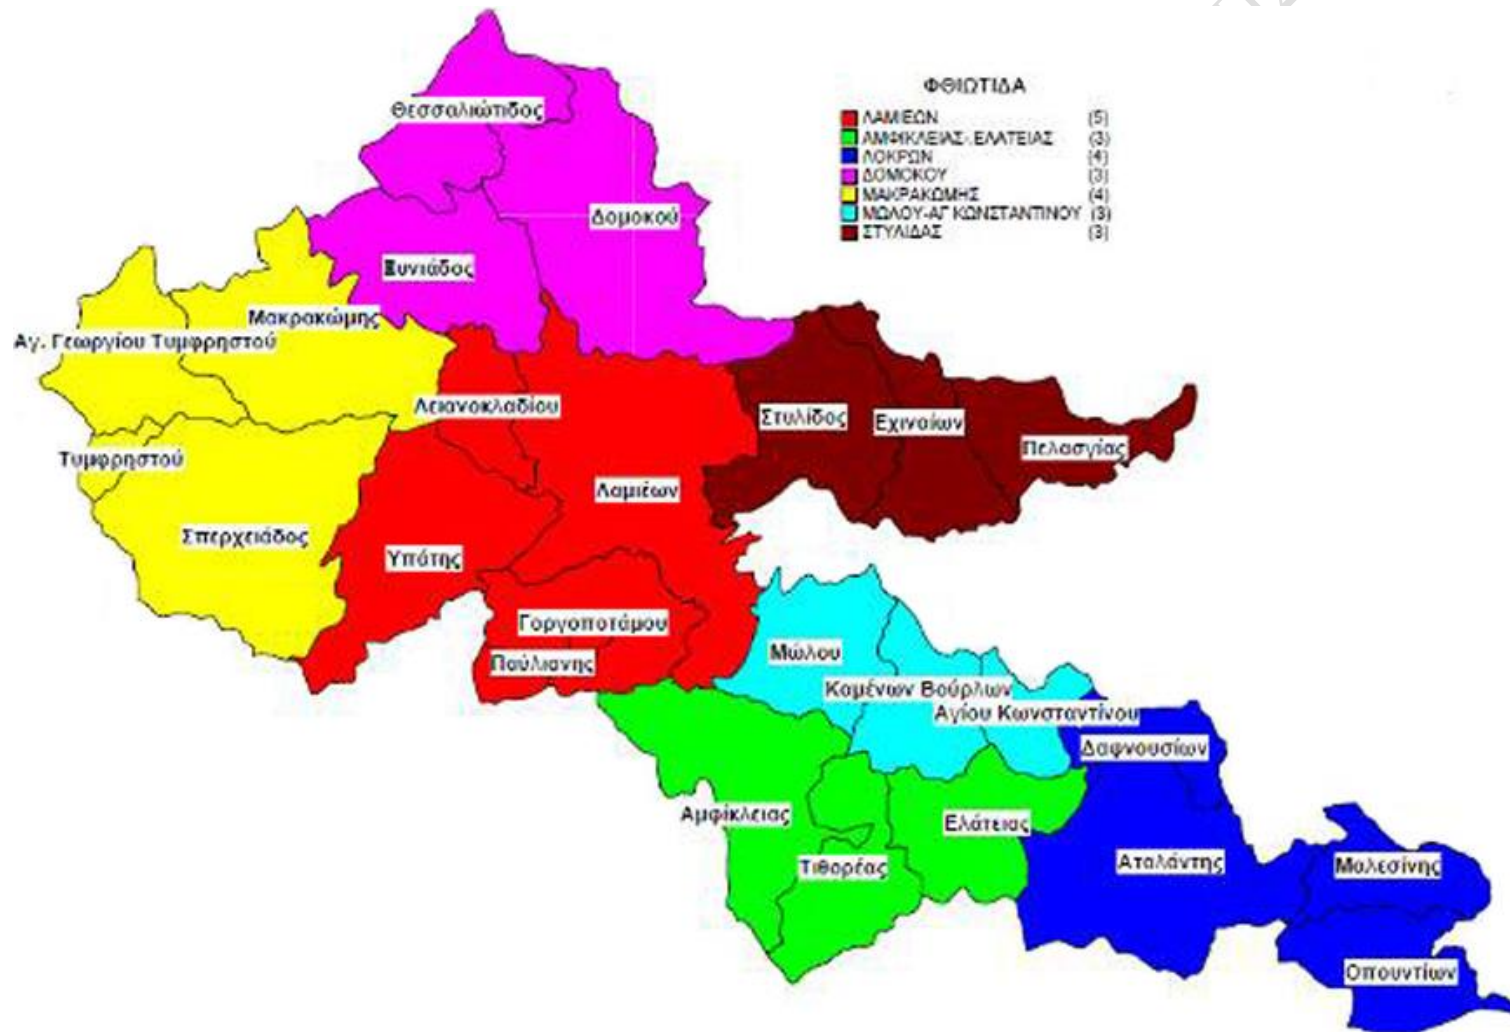 ΦΘΙΩΤΙΔΑ
ΛΑΜΙΕΩΝ (5)
ΑΜΦΙΚΛΕΙΑΣ-.ΕΛΑΤΕΙΑΣ (3)
ΛΟΚΡΩΝ (4)
ΔΟΜΟΚΟΥ (3)
ΜΑΚΡΑΚΩΜΗΣ (4)
ΜΩΛΟΥ-ΑΓ ΚΩΝΣΤΑΝΤΙΝΟΥ (3)
ΣΤΥΛΙΔΑΣ (3)
Θεσσαλιώτιδος
Δομοκού
Ξυνιάδος
Μακρακώμης
Αγ. Γεωργίου Τυμφρηστού
Λειανοκλαδίου
Στυλίδος
Εχιναίων
Πελασγίας
Τυμφρηστού
Λαμιέων
Σπερχειάδος
Υπάτης
Γοργοποτάμου
Παύλιανης
Μώλου
Καμένων Βούρλων
Αγίου Κωνσταντίνου
Δαφνουσίων
Αμφίκλειας
Ελάτειας
Τιθορέας
Αταλάντης
Μαλεσίνης
Οπουντίων